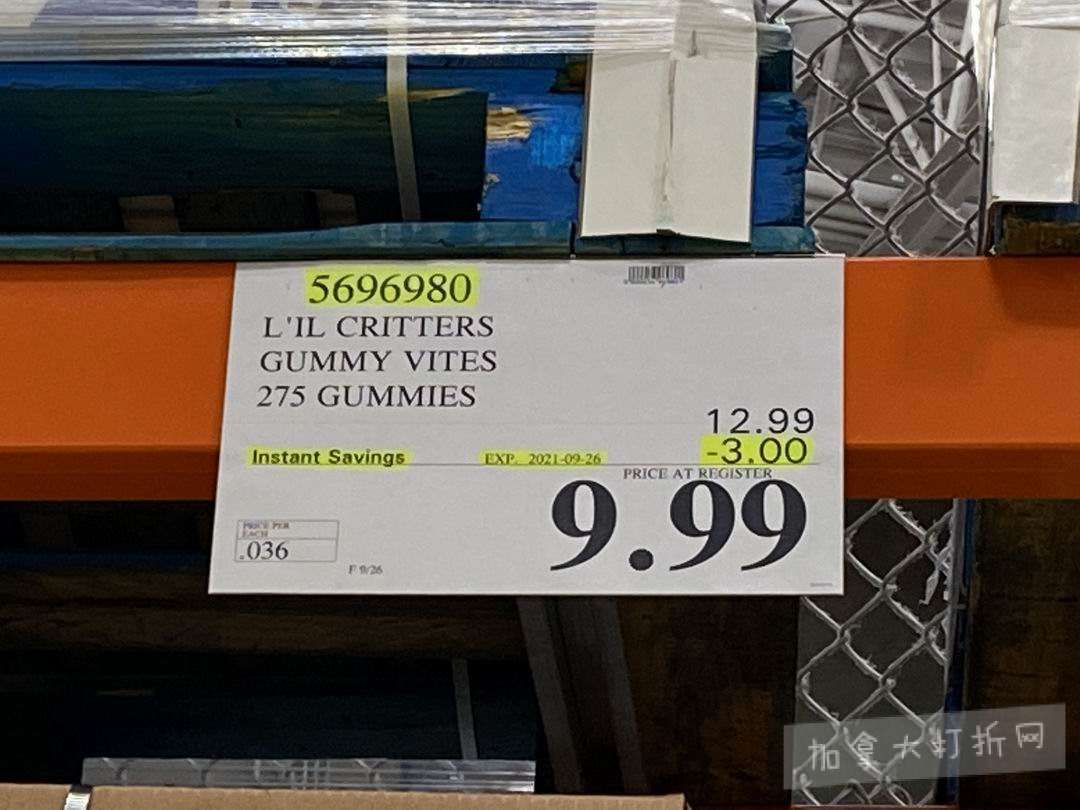 5696980
L'IL CRITTERS
GUMMY VITES
275 GUMMIES
12.99
Instant Savings EXP. 2021-09-26 -3.00
PRICE AT REGISTER
9.99
PRICE PER
EACH
.036
F 9/26
加拿大打折网